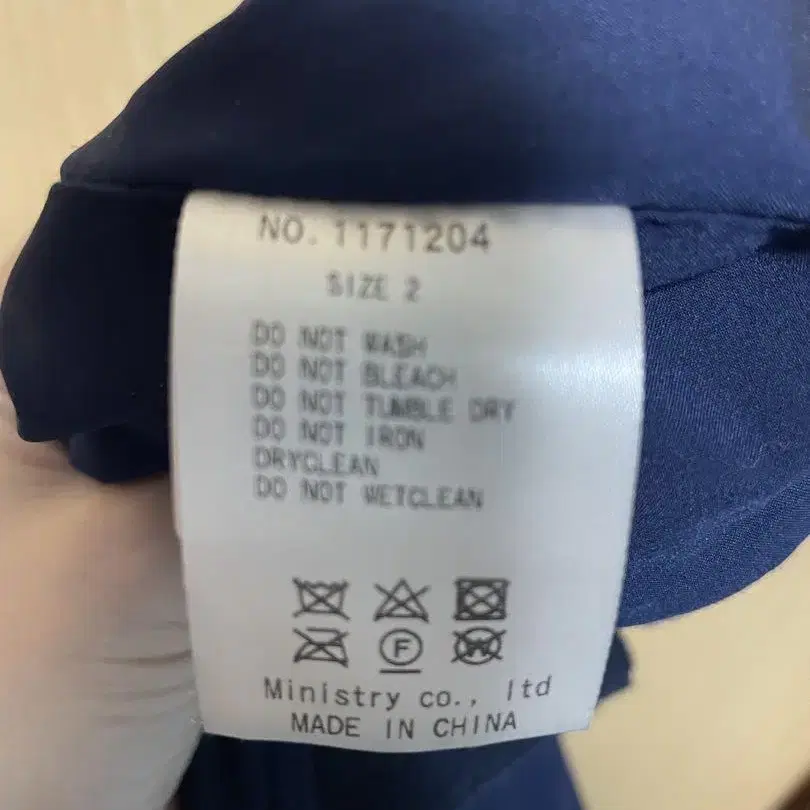 NO. 1171204
SIZE 2
DO NOT WASH
DO NOT BLEACH
DO NOT TUMBLE DRY
DO NOT IRON
DRYCLEAN
DO NOT WETCLEAN
F W
Ministry co., ltd
MADE IN CHINA